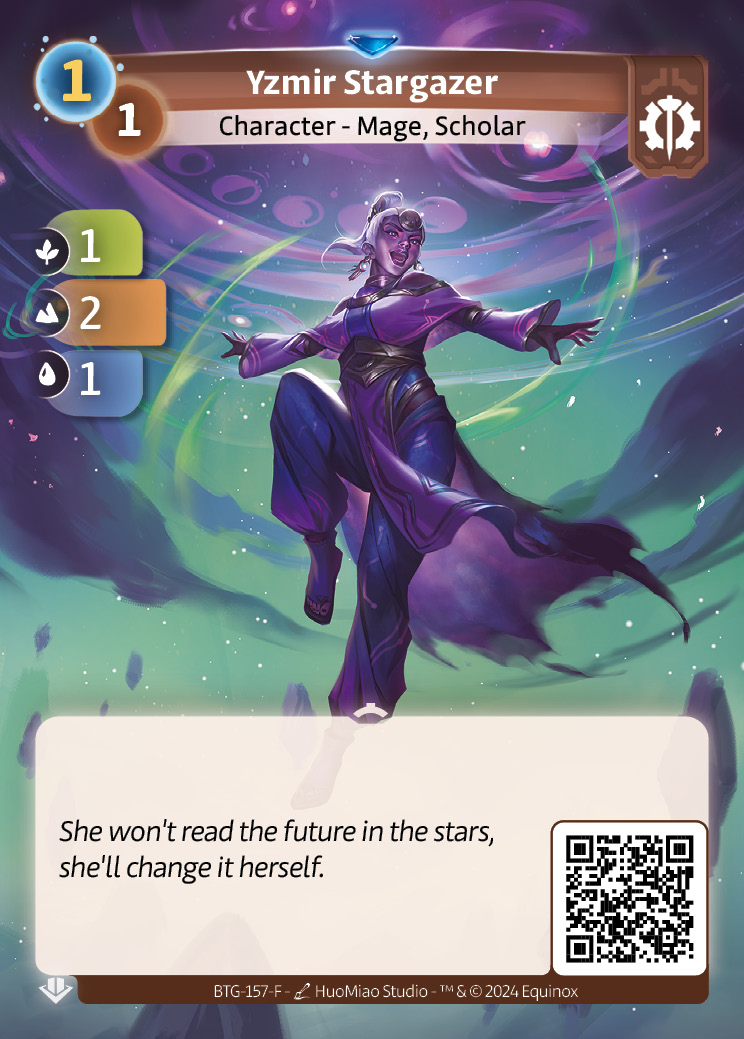 1
Yzmir Stargazer
1
Character - Mage, Scholar
1
2
1
She won't read the future in the stars,
she'll change it herself.
BTG-157-F - HuoMiao Studio - ™ & © 2024 Equinox